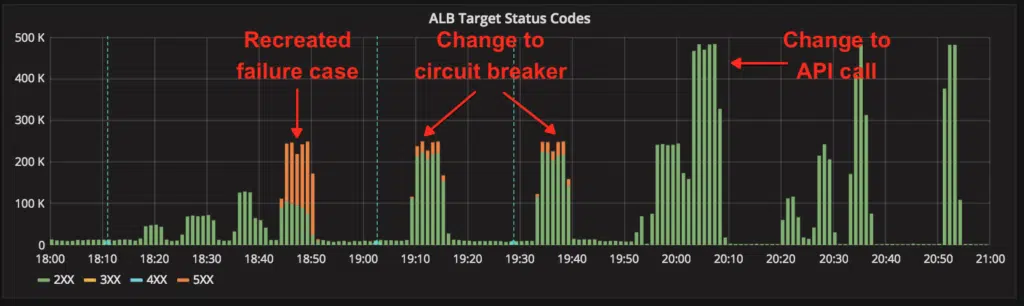 ALB Target Status Codes
500 K
400 K
300 K
200 K
100 K
0
Recreated
failure case
Change to
circuit breaker
Change to
API call
18:00 18:10 18:20 18:30 18:40 18:50 19:00 19:10 19:20 19:30 19:40 19:50 20:00 20:10 20:20 20:30 20:40 20:50 21:00
2XX 3XX 4XX 5XX